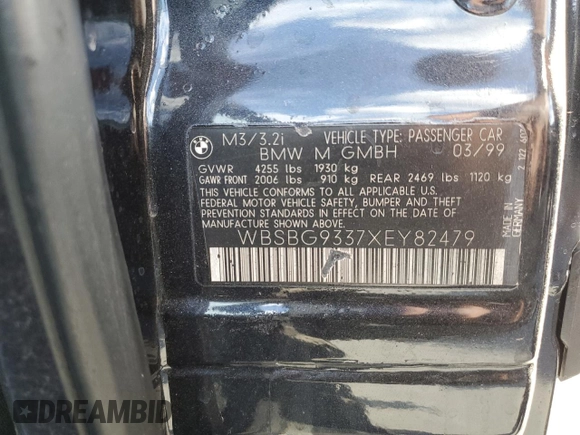 M3/3.2i VEHICLE TYPE: PASSENGER CAR
BMW M GMBH 03/99
GVWR 4255 lbs 1930 kg
GAWR FRONT 2006 lbs 910 kg REAR 2469 lbs 1120 kg
THIS VEHICLE CONFORMS TO ALL APPLICABLE U.S.
FEDERAL MOTOR VEHICLE SAFETY, BUMPER AND THEFT
PREVENTION STANDARDS IN EFFECT ON THE DATE OF
MANUFACTURE SHOWN ABOVE.
WBSBG9337XEY82479
MADE IN
GERMANY
DREAMBID